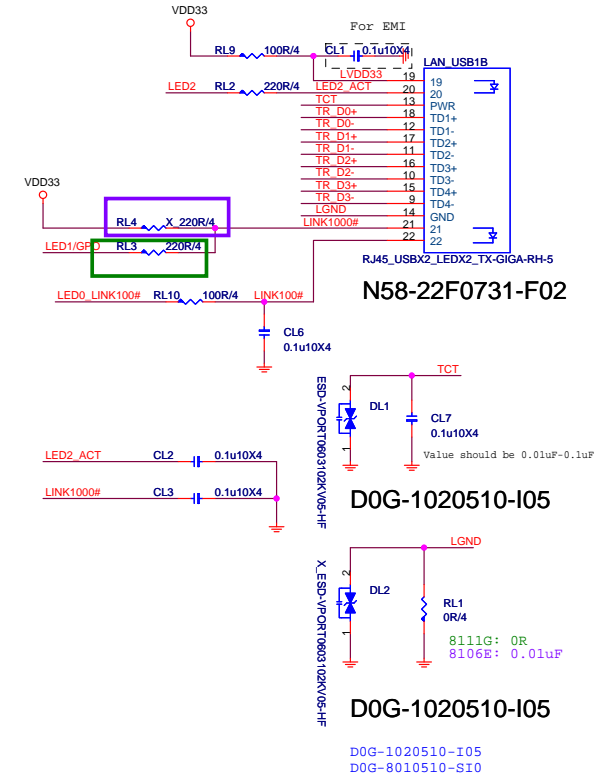 VDD33
For EMI
RL9 100R/4 CL1 0.1u10X4 LAN_USB1B
LVDD33 19 19
LED2 RL2 220R/4 LED2_ACT 20 20
TCT 13 PWR
TR_D0+ 18 TD1+
TR_D0- 12 TD1-
TR_D1+ 17 TD2+
TR_D1- 11 TD2-
TR_D2+ 16 TD3+
TR_D2- 10 TD3-
TR_D3+ 15 TD4+
TR_D3- 9 TD4-
LGND 14 GND
VDD33
RL4 X_220R/4 LINK1000# 21 21
22 22
LED1/GPO RL3 220R/4
RJ45_USBX2_LEDX2_TX-GIGA-RH-5
N58-22F0731-F02
LED0_LINK100# RL10 100R/4 LINK100#
CL6
0.1u10X4
TCT
ESD-VPORT0603102KV05-HF
2
DL1
1
CL7
0.1u10X4
Value should be 0.01uF-0.1uF
LED2_ACT CL2 0.1u10X4
LINK1000# CL3 0.1u10X4
D0G-1020510-I05
LGND
X_ESD-VPORT0603102KV05-HF
2
DL2
1
RL1
0R/4
8111G: 0R
8106E: 0.01uF
D0G-1020510-I05
D0G-1020510-I05
D0G-8010510-SI0